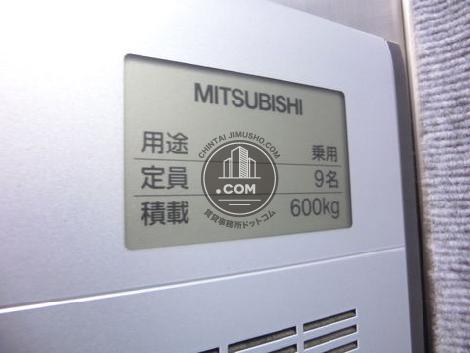 MITSUBISHI
用途 乗用
定員 9名
積載 600kg
CHINTAI JIMUSHO.COM
.COM
賃貸事務所ドットコム